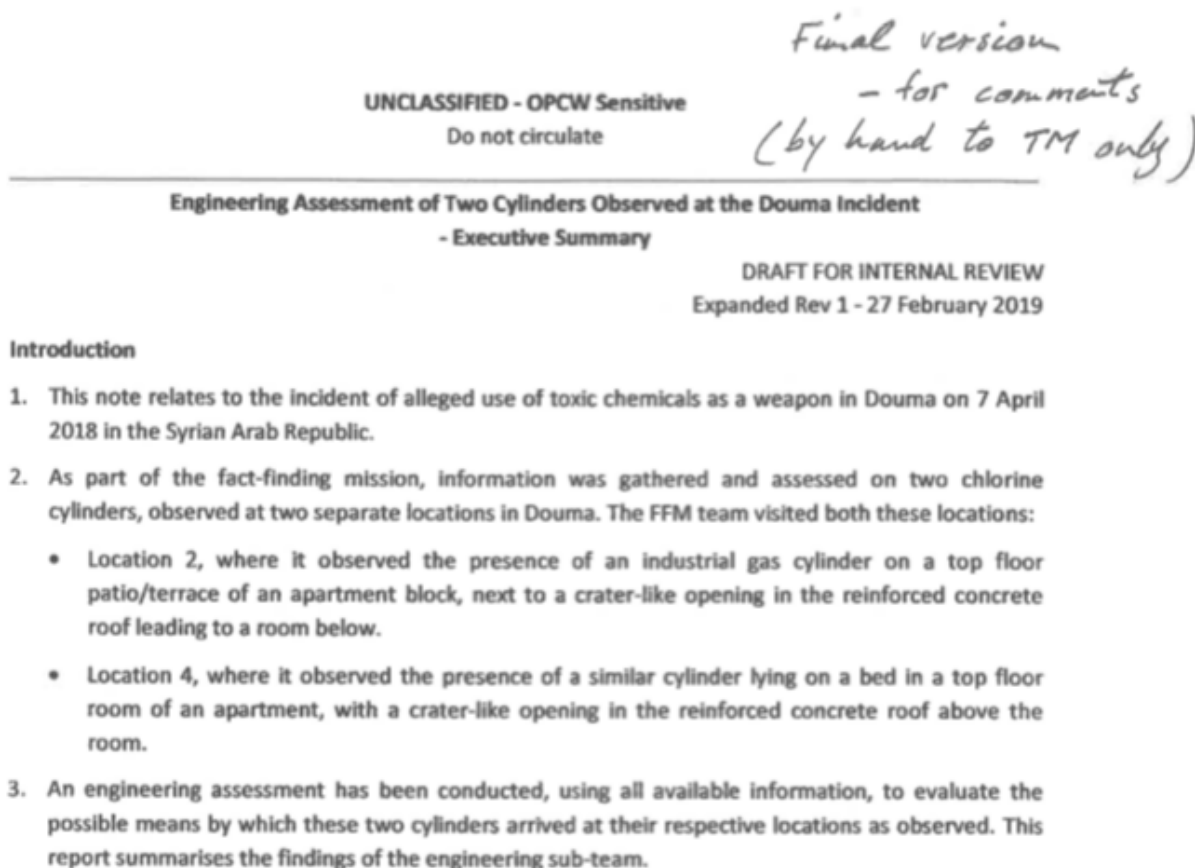 Final version
- for comments
(by hand to TM only)
UNCLASSIFIED - OPCW Sensitive
Do not circulate
Engineering Assessment of Two Cylinders Observed at the Douma Incident
- Executive Summary
DRAFT FOR INTERNAL REVIEW
Expanded Rev 1 - 27 February 2019
Introduction
1. This note relates to the incident of alleged use of toxic chemicals as a weapon in Douma on 7 April
2018 in the Syrian Arab Republic.
2. As part of the fact-finding mission, information was gathered and assessed on two chlorine
cylinders, observed at two separate locations in Douma. The FFM team visited both these locations:
• Location 2, where it observed the presence of an industrial gas cylinder on a top floor
patio/terrace of an apartment block, next to a crater-like opening in the reinforced concrete
roof leading to a room below.
• Location 4, where it observed the presence of a similar cylinder lying on a bed in a top floor
room of an apartment, with a crater-like opening in the reinforced concrete roof above the
room.
3. An engineering assessment has been conducted, using all available information, to evaluate the
possible means by which these two cylinders arrived at their respective locations as observed. This
report summarises the findings of the engineering sub-team.